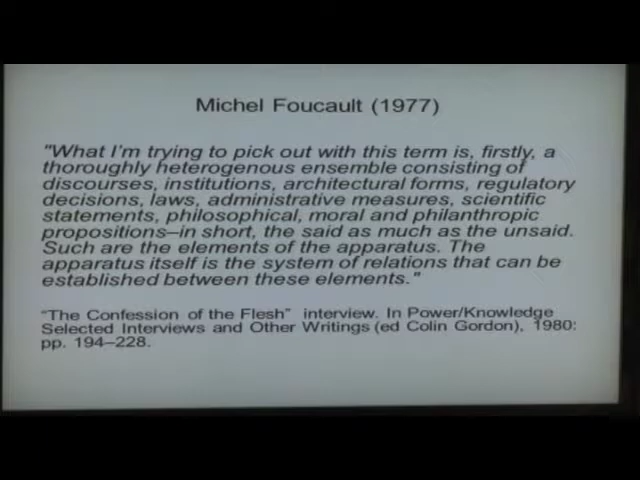 Michel Foucault (1977)
"What I'm trying to pick out with this term is, firstly, a
thoroughly heterogenous ensemble consisting of
discourses, institutions, architectural forms, regulatory
decisions, laws, administrative measures, scientific
statements, philosophical, moral and philanthropic
propositions–in short, the said as much as the unsaid.
Such are the elements of the apparatus. The
apparatus itself is the system of relations that can be
established between these elements."
"The Confession of the Flesh" interview. In Power/Knowledge
Selected Interviews and Other Writings (ed Colin Gordon), 1980:
pp. 194–228.